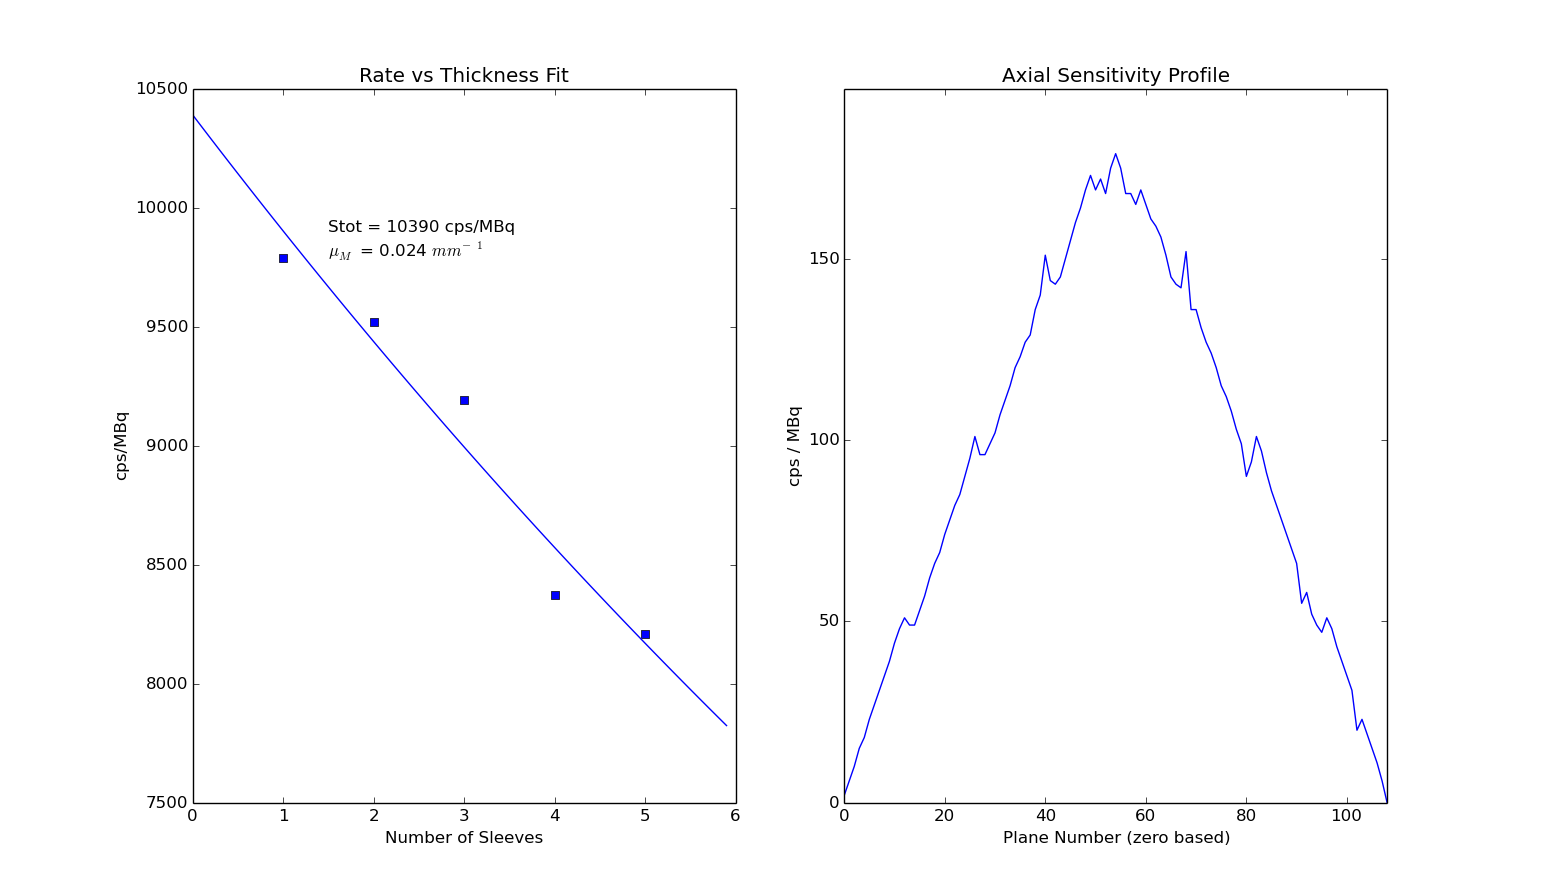 Rate vs Thickness Fit
10500
10000
9500
9000
8500
8000
7500
cps/MBq
Stot = 10390 cps/MBq
μ_M = 0.024 mm^{-1}
0 1 2 3 4 5 6
Number of Sleeves
Axial Sensitivity Profile
150
100
50
0
cps / MBq
0 20 40 60 80 100
Plane Number (zero based)